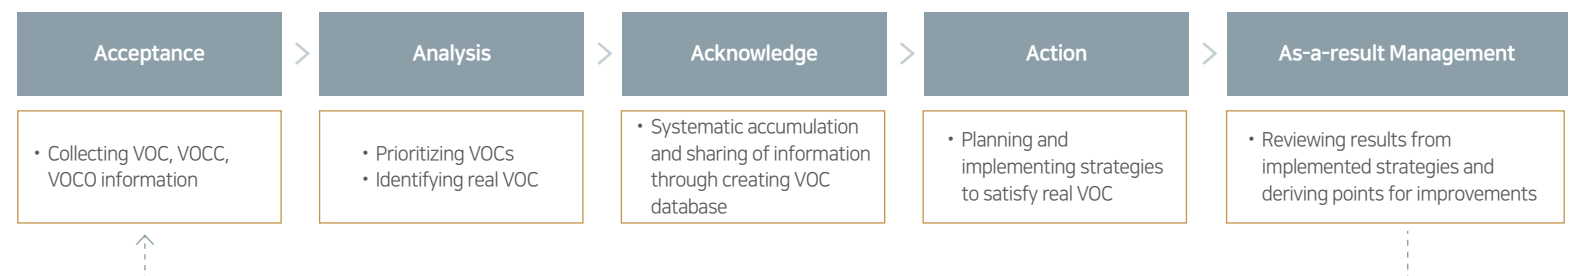 Acceptance
Analysis
Acknowledge
Action
As-a-result Management
• Collecting VOC, VOCC,
VOCO information
• Prioritizing VOCs
• Identifying real VOC
• Systematic accumulation
and sharing of information
through creating VOC
database
• Planning and
implementing strategies
to satisfy real VOC
• Reviewing results from
implemented strategies and
deriving points for improvements